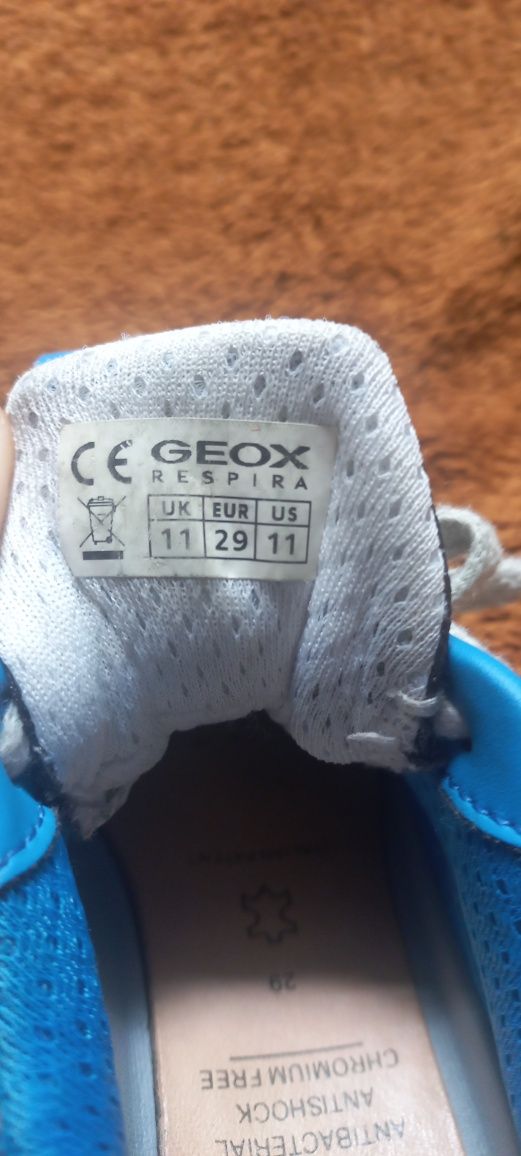 CE GEOX
RESPIRA
UK EUR US
11 29 11
29
CHROMIUM FREE
ANTISHOCK
ANTIBACTERIAL